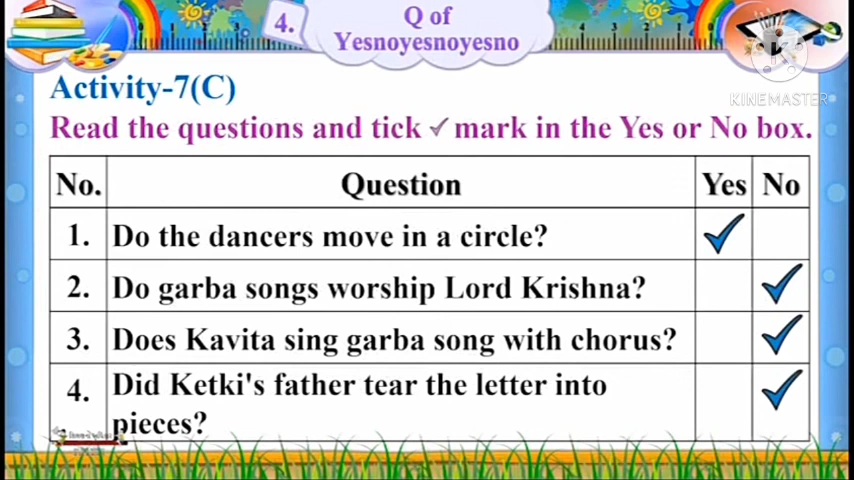 4.
Q of
Yesnoyesnoyesno
KINEMASTER
Activity-7(C)
Read the questions and tick ✓ mark in the Yes or No box.
No. Question Yes No
1. Do the dancers move in a circle? ✓
2. Do garba songs worship Lord Krishna? ✓
3. Does Kavita sing garba song with chorus? ✓
4. Did Ketki's father tear the letter into ✓
pieces?